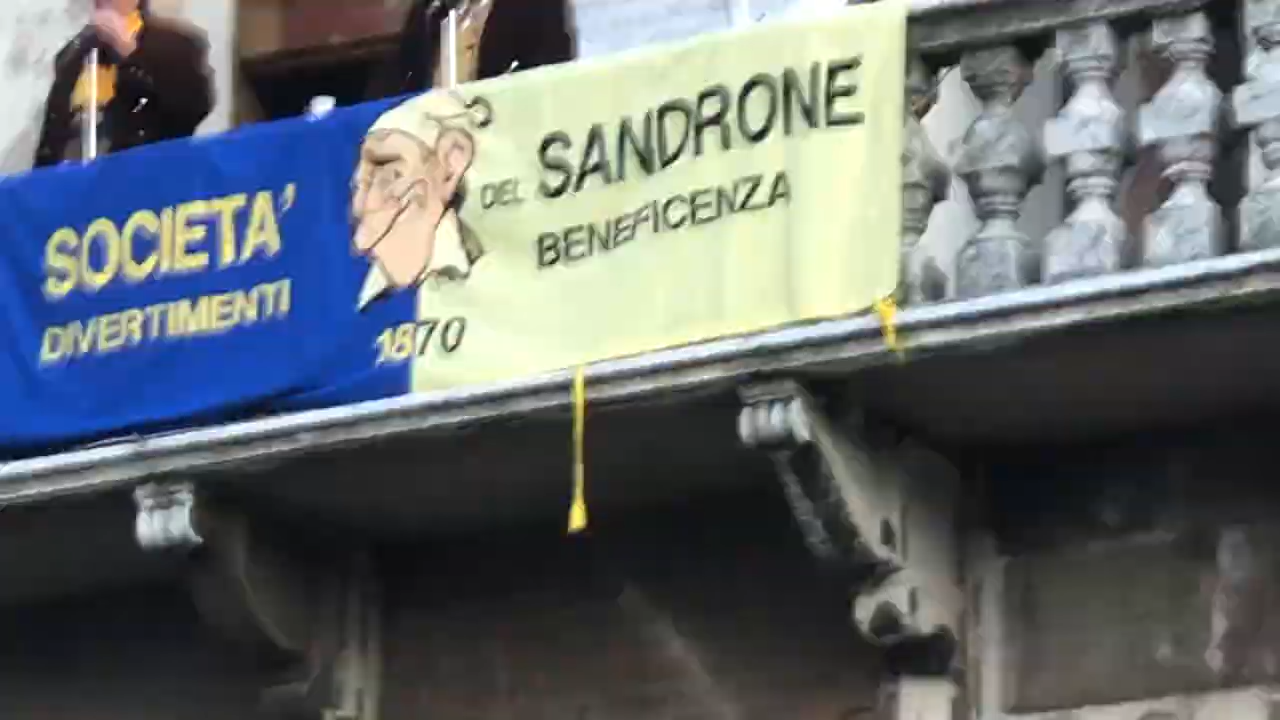 SOCIETA'
DIVERTIMENTI
DEL SANDRONE
BENEFICENZA
1870